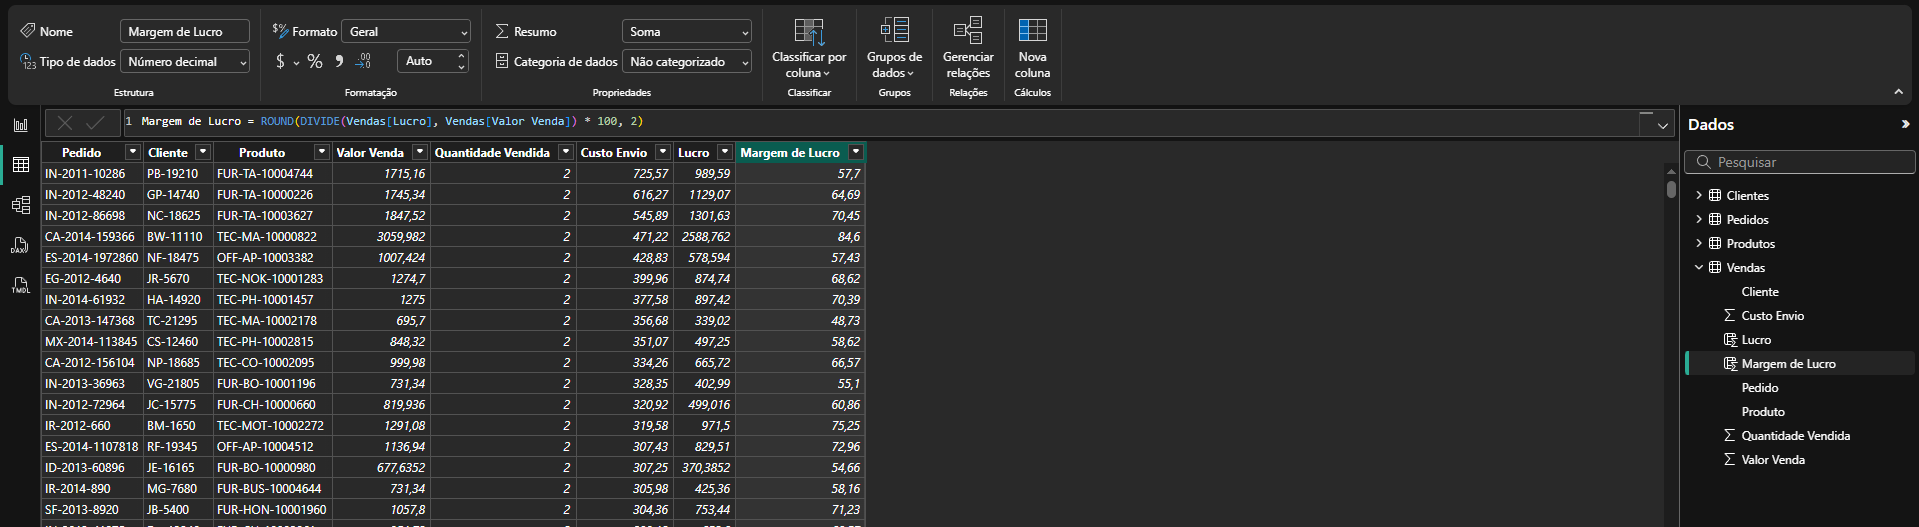 Nome Margem de Lucro
Tipo de dados Número decimal
Estrutura
Formato Geral
$ % Auto
Formatação
Resumo Soma
Categoria de dados Não categorizado
Propriedades
Classificar por
coluna
Classificar
Grupos de
dados
Grupos
Gerenciar
relações
Relações
Nova
coluna
Cálculos
1 Margem de Lucro = ROUND(DIVIDE(Vendas[Lucro], Vendas[Valor Venda]) * 100, 2)
Pedido Cliente Produto Valor Venda Quantidade Vendida Custo Envio Lucro Margem de Lucro
IN-2011-10286 PB-19210 FUR-TA-10004744 1715,16 2 725,57 989,59 57,7
IN-2012-48240 GP-14740 FUR-TA-10000226 1745,34 2 616,27 1129,07 64,69
IN-2012-86698 NC-18625 FUR-TA-10003627 1847,52 2 545,89 1301,63 70,45
CA-2014-159366 BW-11110 TEC-MA-10000822 3059,982 2 471,22 2588,762 84,6
ES-2014-1972860 NF-18475 OFF-AP-10003382 1007,424 2 428,83 578,594 57,43
EG-2012-4640 JR-5670 TEC-NOK-10001283 1274,7 2 399,96 874,74 68,62
IN-2014-61932 HA-14920 TEC-PH-10001457 1275 2 377,58 897,42 70,39
CA-2013-147368 TC-21295 TEC-MA-10002178 695,7 2 356,68 339,02 48,73
MX-2014-113845 CS-12460 TEC-PH-10002815 848,32 2 351,07 497,25 58,62
CA-2012-156104 NP-18685 TEC-CO-10002095 999,98 2 334,26 665,72 66,57
IN-2013-36963 VG-21805 FUR-BO-10001196 731,34 2 328,35 402,99 55,1
IN-2012-72964 JC-15775 FUR-CH-10000660 819,936 2 320,92 499,016 60,86
IR-2012-660 BM-1650 TEC-MOT-10002272 1291,08 2 319,58 971,5 75,25
ES-2014-1107818 RF-19345 OFF-AP-10004512 1136,94 2 307,43 829,51 72,96
ID-2013-60896 JE-16165 FUR-BO-10000980 677,6352 2 307,25 370,3852 54,66
IR-2014-890 MG-7680 FUR-BUS-10004644 731,34 2 305,98 425,36 58,16
SF-2013-8920 JB-5400 FUR-HON-10001960 1057,8 2 304,36 753,44 71,23
DAX
TMDL
Dados
Pesquisar
Clientes
Pedidos
Produtos
Vendas
Cliente
Custo Envio
Lucro
Margem de Lucro
Pedido
Produto
Quantidade Vendida
Valor Venda